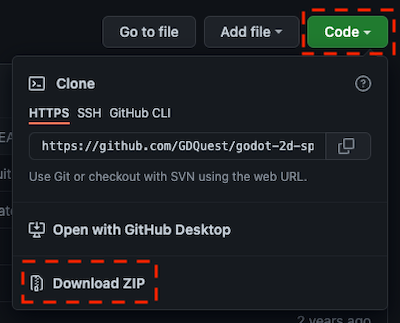 Go to file
Add file
Code
Clone
HTTPS SSH GitHub CLI
https://github.com/GDQuest/godot-2d-sp
Use Git or checkout with SVN using the web URL.
Open with GitHub Desktop
Download ZIP
2 years ago